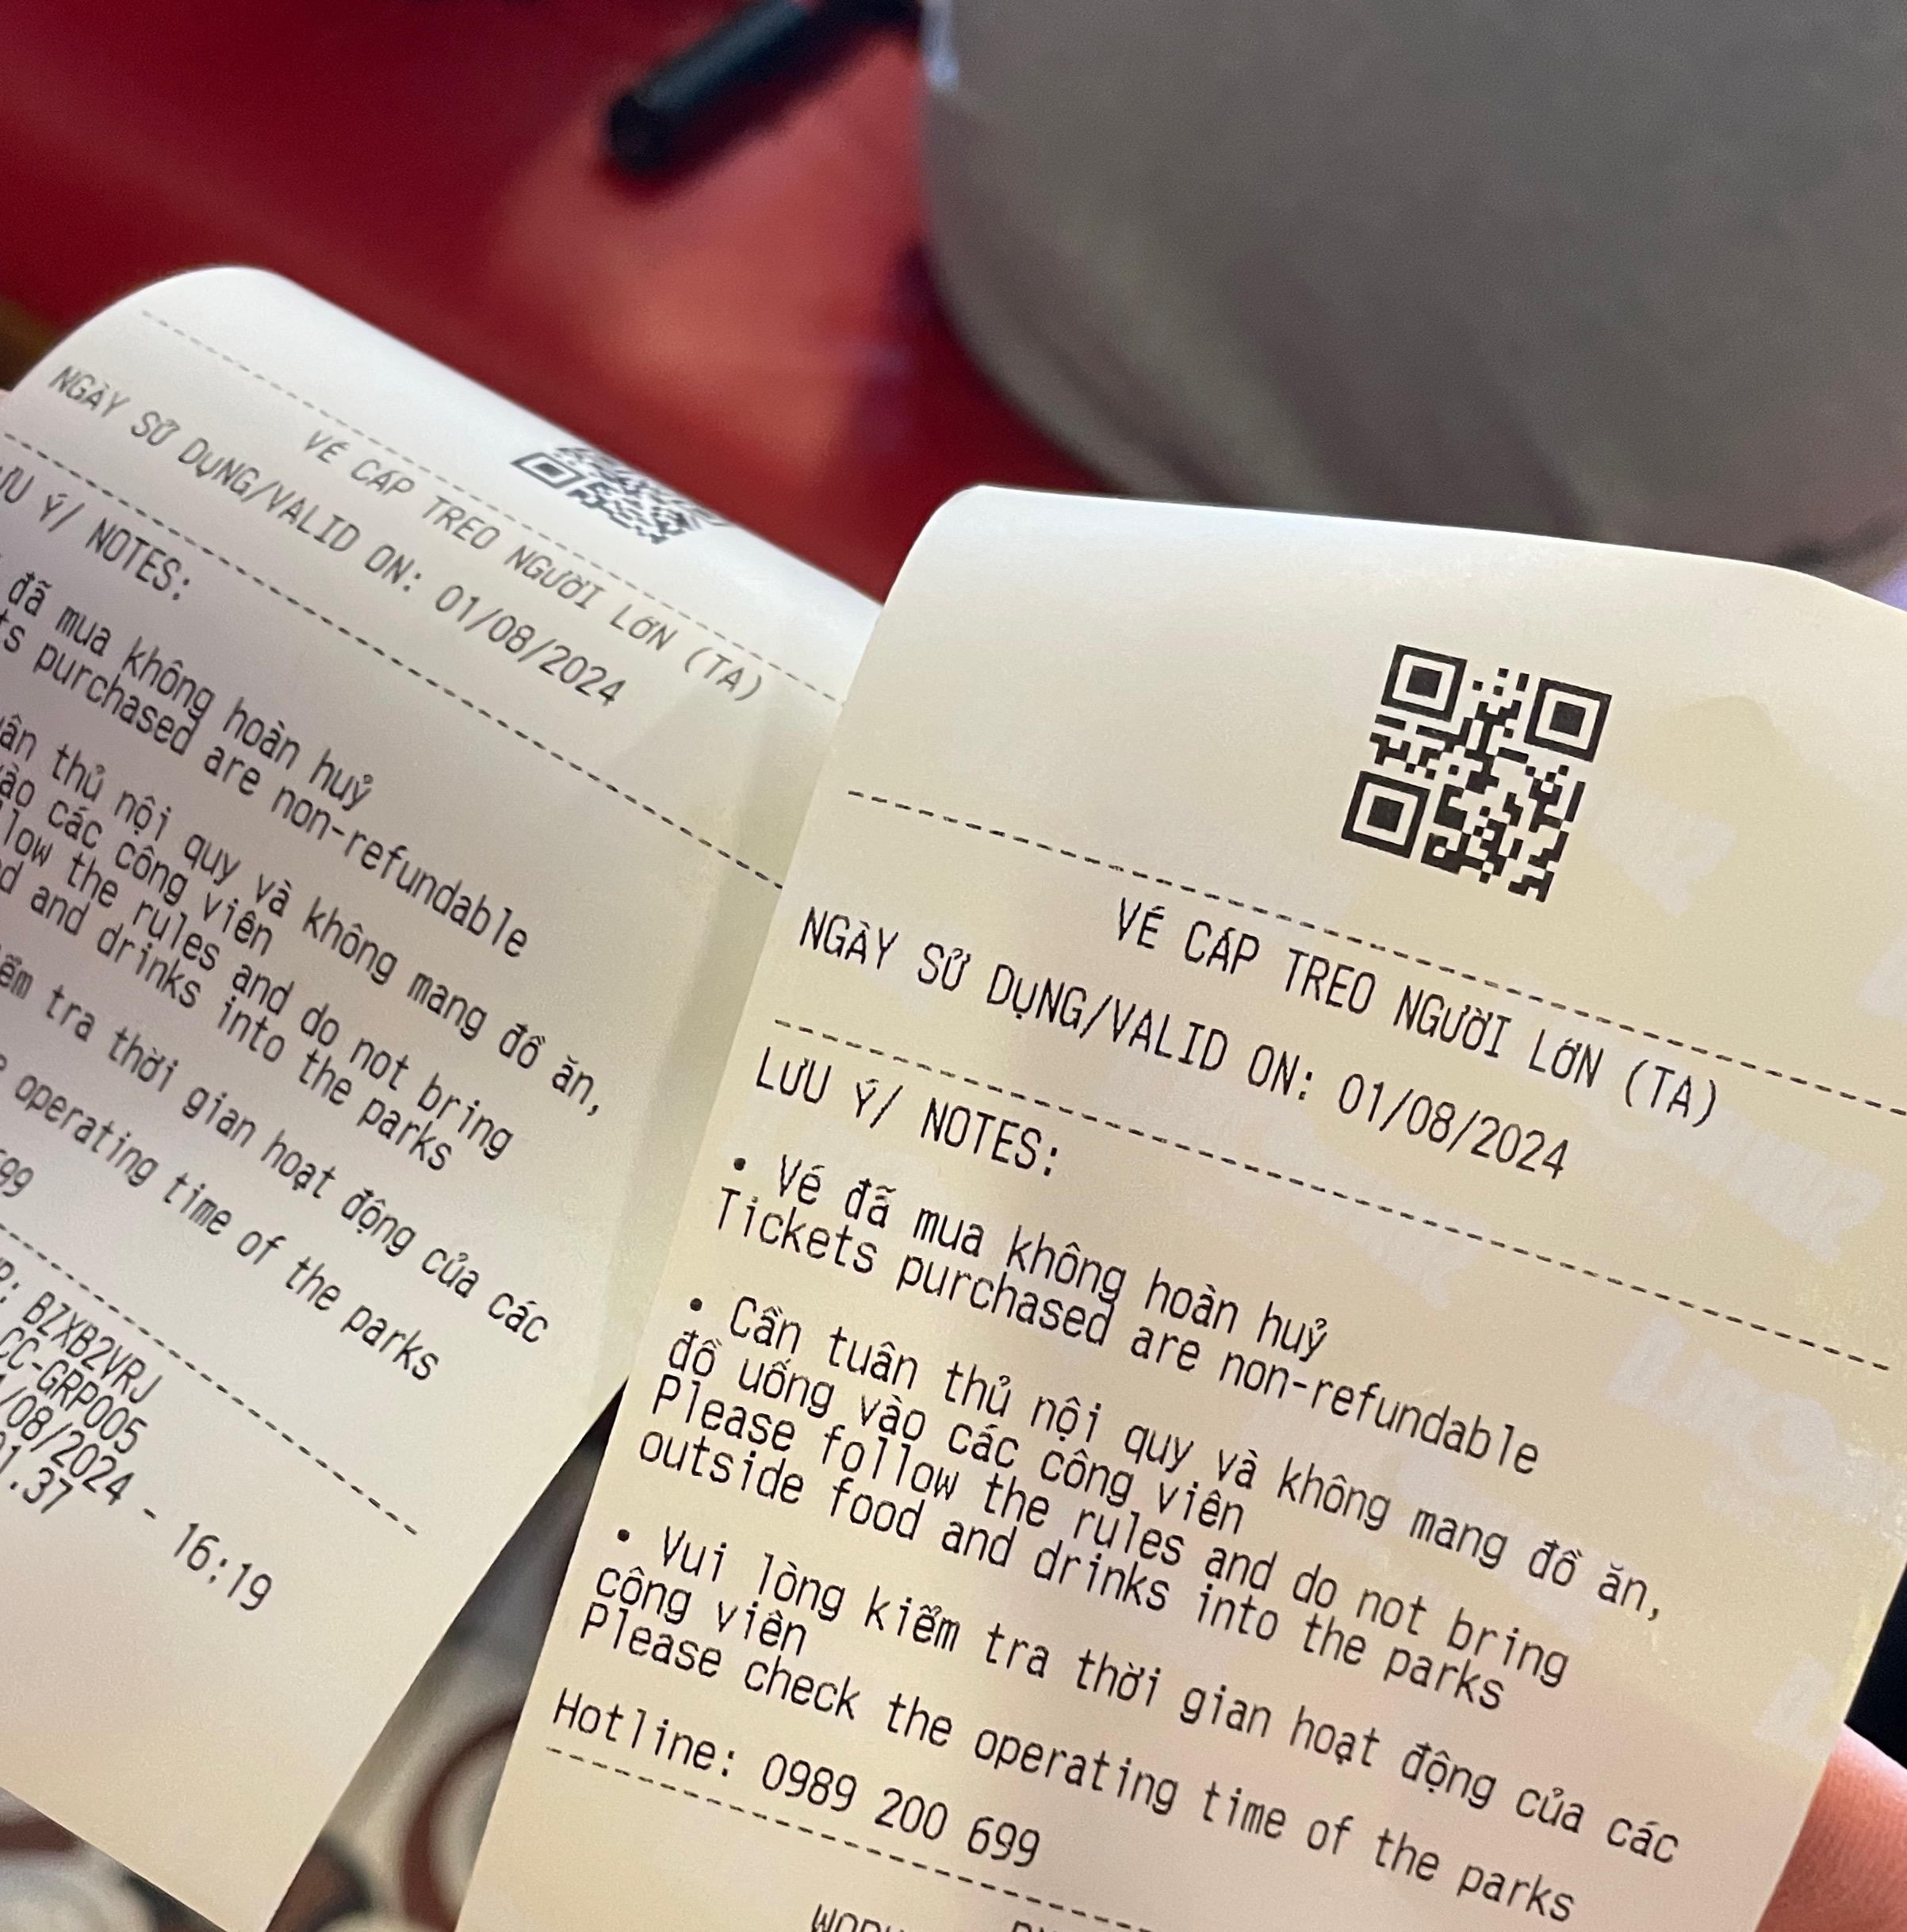 VÉ CÁP TREO NGƯỜI LỚN (TA)
NGÀY SỬ DỤNG/VALID ON: 01/08/2024
Ý/ NOTES:
đã mua không hoàn huỷ
purchased are non-refundable
thủ nội quy và không mang đồ ăn,
các công viên
the rules and do not bring
and drinks into the parks
tra thời gian hoạt động của các
operating time of the parks
BZXB2VRJ
CC-GRP005
/08/2024 - 16:19
.37
VÉ CÁP TREO NGƯỜI LỚN (TA)
NGÀY SỬ DỤNG/VALID ON: 01/08/2024
LƯU Ý/ NOTES:
• Vé đã mua không hoàn huỷ
Tickets purchased are non-refundable
• Cần tuân thủ nội quy và không mang đồ ăn,
đồ uống vào các công viên
Please follow the rules and do not bring
outside food and drinks into the parks
• Vui lòng kiểm tra thời gian hoạt động của các
công viên
Please check the operating time of the parks
Hotline: 0989 200 699